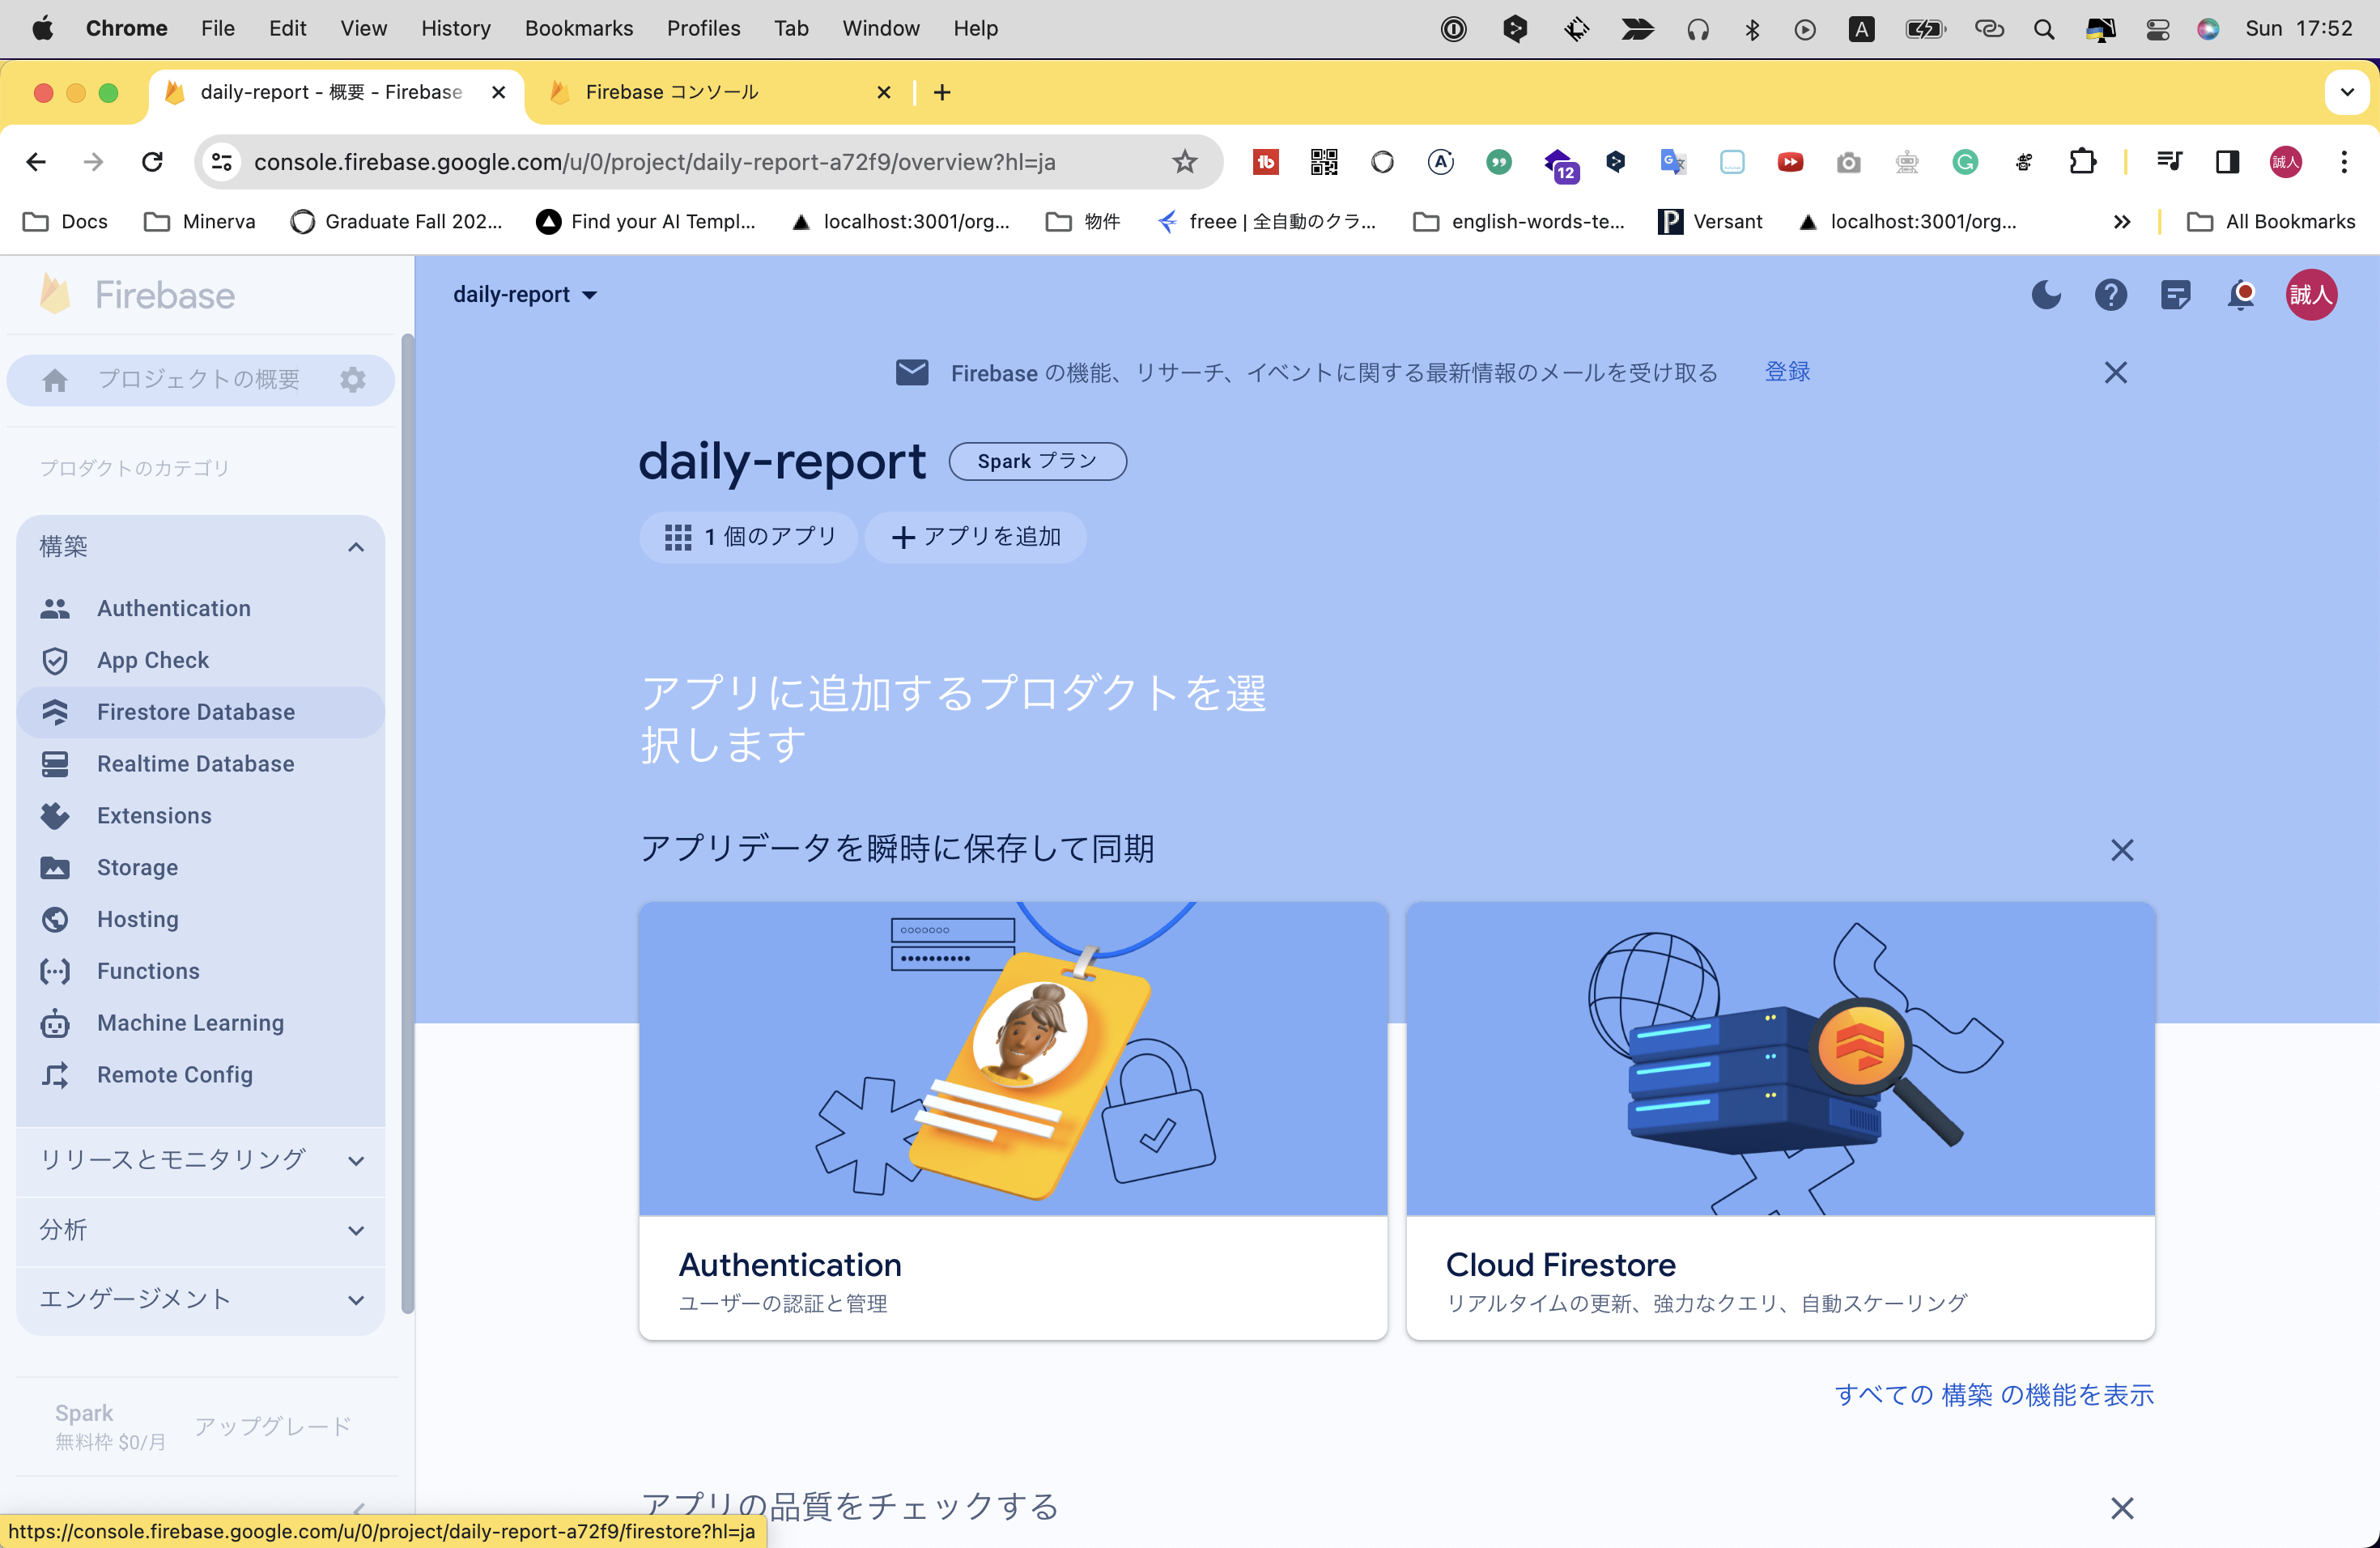 Chrome File Edit View History Bookmarks Profiles Tab Window Help
A
Sun 17:52
daily-report - 概要 - Firebase
Firebase コンソール
console.firebase.google.com/u/0/project/daily-report-a72f9/overview?hl=ja
12
誠人
Docs
Minerva
Graduate Fall 202...
Find your AI Templ...
localhost:3001/org...
物件
freee | 全自動のクラ...
english-words-te...
Versant
localhost:3001/org...
All Bookmarks
Firebase
daily-report
誠人
プロジェクトの概要
Firebase の機能、リサーチ、イベントに関する最新情報のメールを受け取る
登録
プロダクトのカテゴリ
daily-report
Spark プラン
1 個のアプリ
アプリを追加
構築
Authentication
App Check
Firestore Database
Realtime Database
Extensions
Storage
Hosting
Functions
Machine Learning
Remote Config
リリースとモニタリング
分析
エンゲージメント
Spark
無料枠 $0/月
アップグレード
アプリに追加するプロダクトを選
択します
アプリデータを瞬時に保存して同期
Authentication
ユーザーの認証と管理
Cloud Firestore
リアルタイムの更新、強力なクエリ、自動スケーリング
すべての 構築 の機能を表示
アプリの品質をチェックする
https://console.firebase.google.com/u/0/project/daily-report-a72f9/firestore?hl=ja